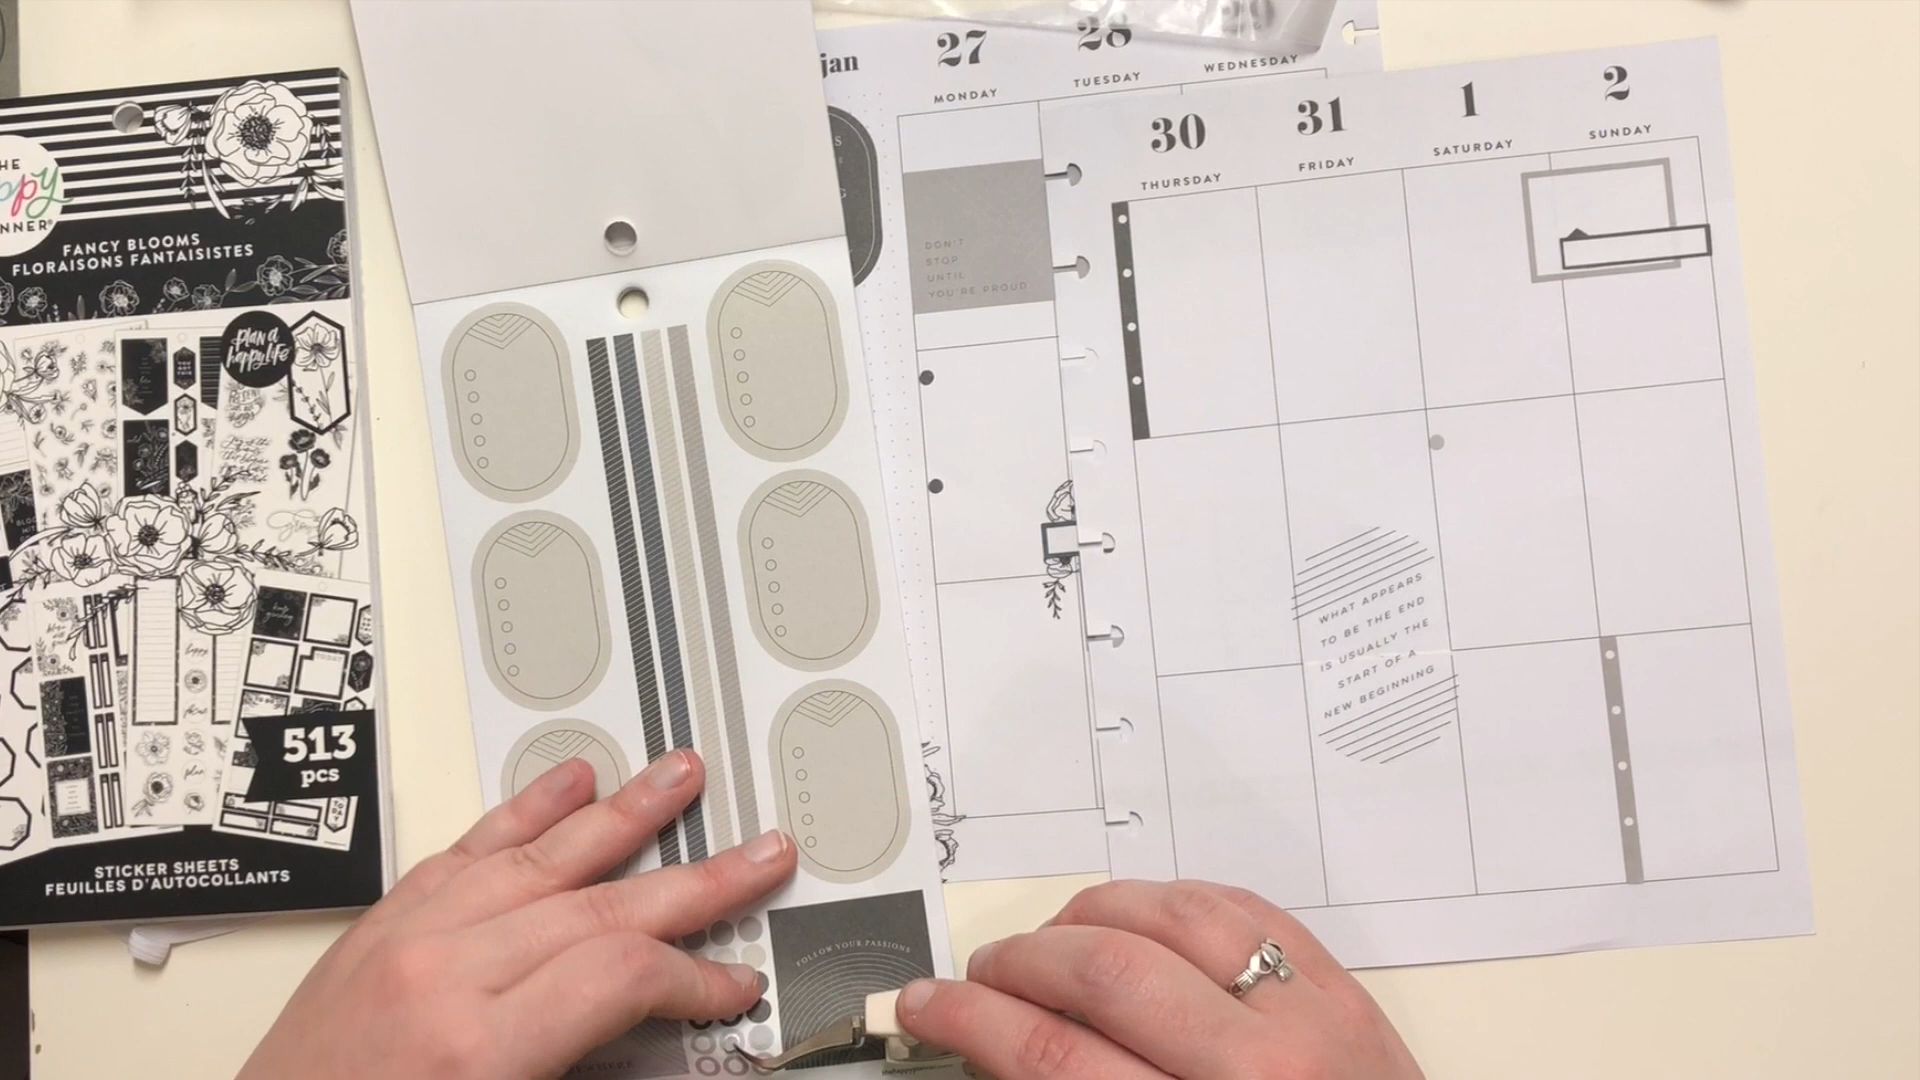 THE
happy
PLANNER®
FANCY BLOOMS
FLORAISONS FANTAISISTES
plan a
happy life
513
pcs
STICKER SHEETS
FEUILLES D'AUTOCOLLANTS
FOLLOW YOUR PASSIONS
jan
27
MONDAY
28
TUESDAY
29
WEDNESDAY
DON'T
STOP
UNTIL
YOU'RE PROUD
30
THURSDAY
31
FRIDAY
1
SATURDAY
2
SUNDAY
WHAT APPEARS
TO BE THE END
IS USUALLY THE
START OF A
NEW BEGINNING